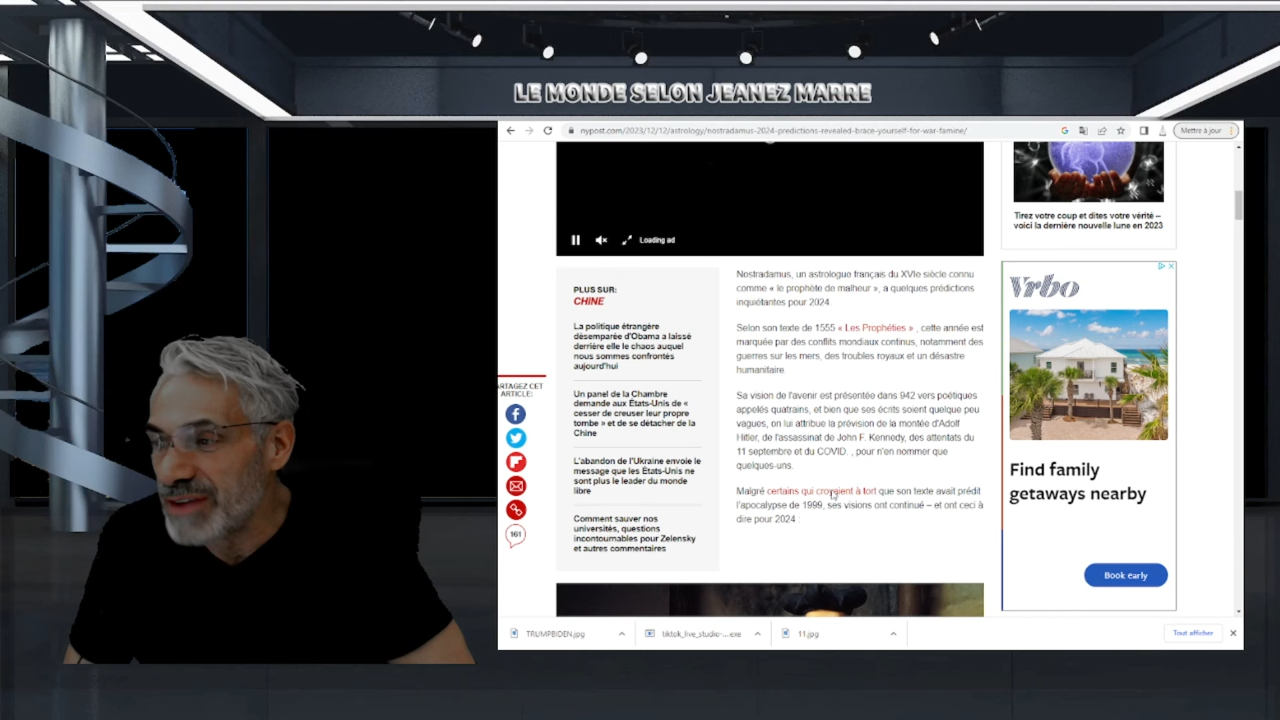 LE MONDE SELON JEANEZ MARRE
nypost.com/2023/12/12/astrology/nostradamus-2024-predictions-revealed-brace-yourself-for-war-famine/
Mettre à jour
Loading ad
Tirez votre coup et dites votre vérité –
voici la dernière nouvelle lune en 2023
PLUS SUR:
CHINE
La politique étrangère
désemparée d'Obama a laissé
derrière elle le chaos auquel
nous sommes confrontés
aujourd'hui
Un panel de la Chambre
demande aux États-Unis de «
cesser de creuser leur propre
tombe » et de se détacher de la
Chine
L'abandon de l'Ukraine envoie le
message que les États-Unis ne
sont plus le leader du monde
libre
Comment sauver nos
universités, questions
incontournables pour Zelensky
et autres commentaires
ARTAGEZ CET
ARTICLE:
161
Nostradamus, un astrologue français du XVIe siècle connu
comme « le prophète de malheur », a quelques prédictions
inquiétantes pour 2024.
Selon son texte de 1555 « Les Prophéties » , cette année est
marquée par des conflits mondiaux continus, notamment des
guerres sur les mers, des troubles royaux et un désastre
humanitaire.
Sa vision de l'avenir est présentée dans 942 vers poétiques
appelés quatrains, et bien que ses écrits soient quelque peu
vagues, on lui attribue la prévision de la montée d'Adolf
Hitler, de l'assassinat de John F. Kennedy, des attentats du
11 septembre et du COVID. , pour n'en nommer que
quelques-uns.
Malgré certains qui croyaient à tort que son texte avait prédit
l'apocalypse de 1999, ses visions ont continué – et ont ceci à
dire pour 2024 :
Vrbo
Find family
getaways nearby
Book early
TRUMPBIDEN.jpg
tiktok_live_studio-....exe
11.jpg
Tout afficher